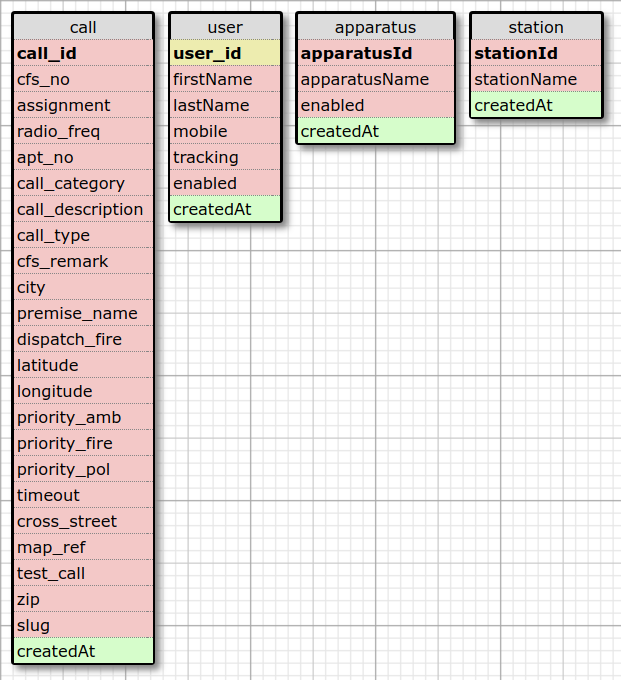 call
call_id
cfs_no
assignment
radio_freq
apt_no
call_category
call_description
call_type
cfs_remark
city
premise_name
dispatch_fire
latitude
longitude
priority_amb
priority_fire
priority_pol
timeout
cross_street
map_ref
test_call
zip
slug
createdAt
user
user_id
firstName
lastName
mobile
tracking
enabled
createdAt
apparatus
apparatusId
apparatusName
enabled
createdAt
station
stationId
stationName
createdAt